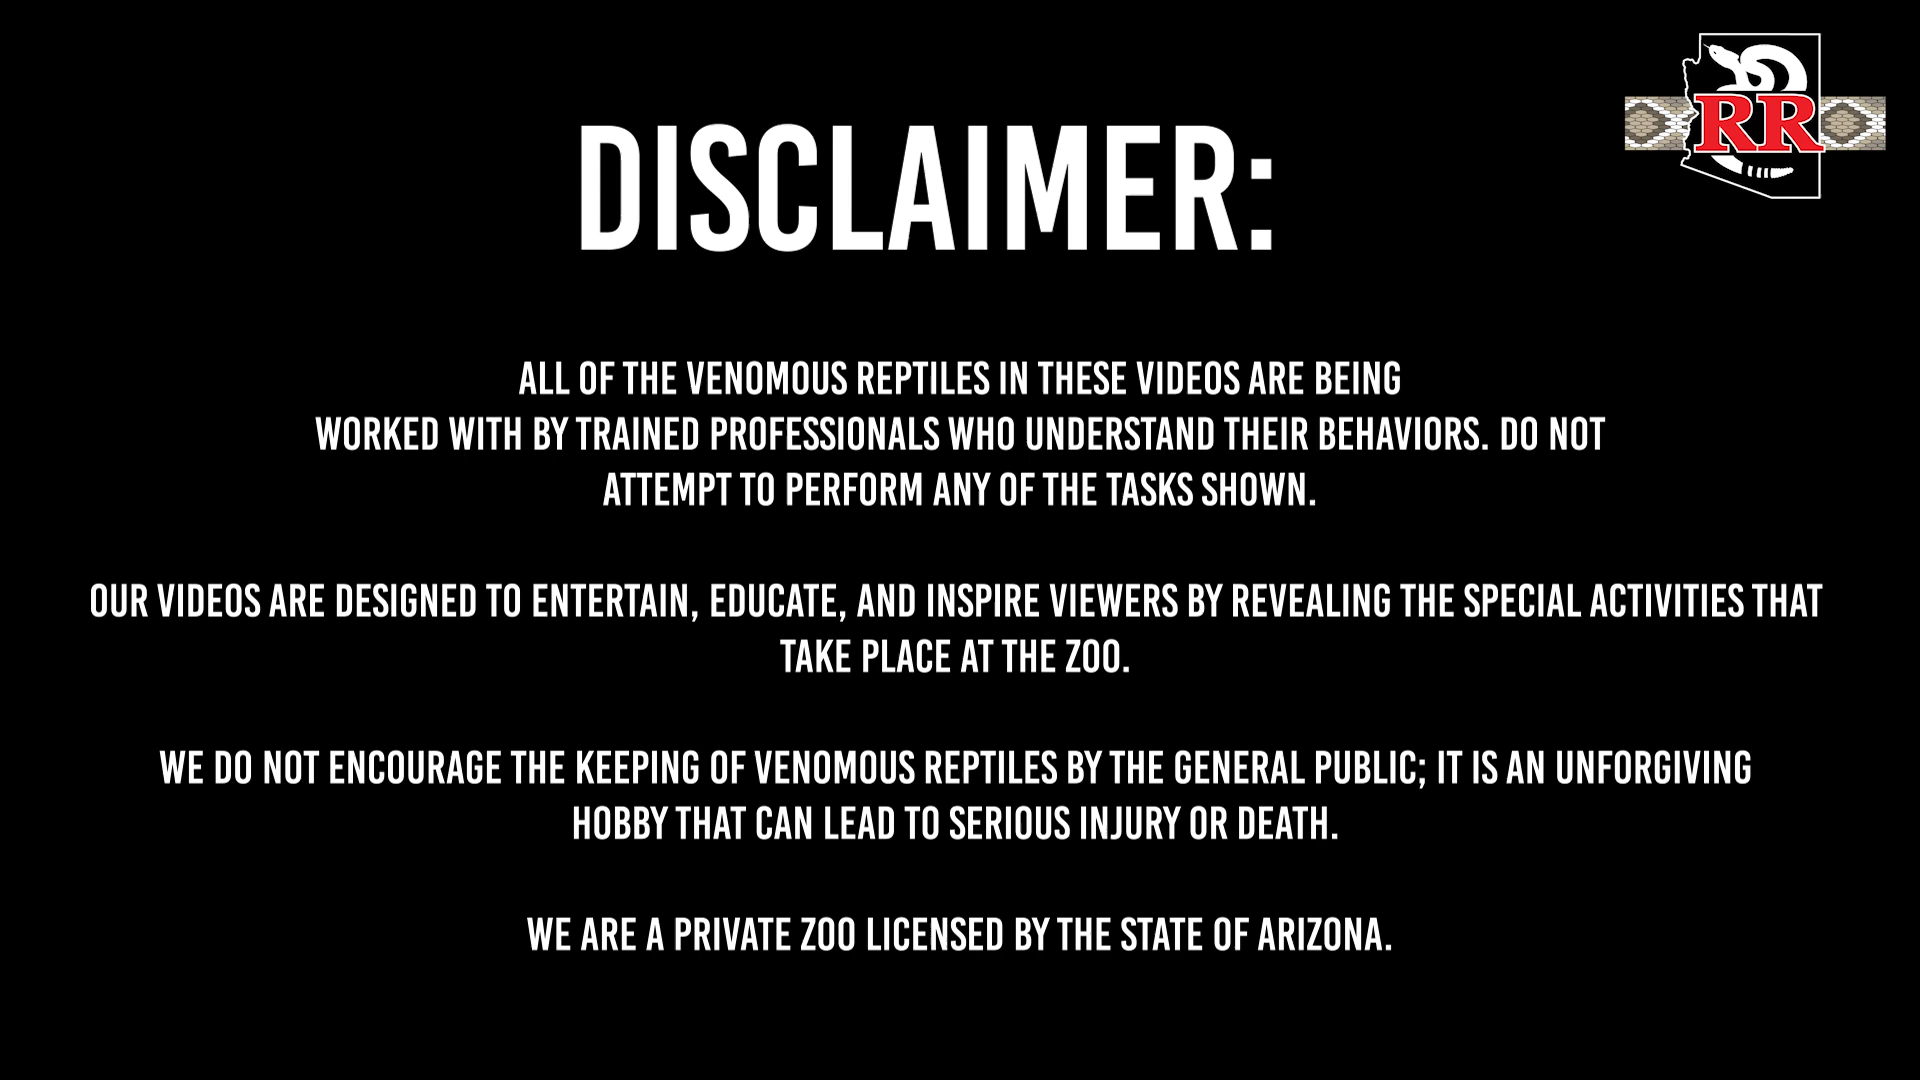 RR
DISCLAIMER:
ALL OF THE VENOMOUS REPTILES IN THESE VIDEOS ARE BEING
WORKED WITH BY TRAINED PROFESSIONALS WHO UNDERSTAND THEIR BEHAVIORS. DO NOT
ATTEMPT TO PERFORM ANY OF THE TASKS SHOWN.
OUR VIDEOS ARE DESIGNED TO ENTERTAIN, EDUCATE, AND INSPIRE VIEWERS BY REVEALING THE SPECIAL ACTIVITIES THAT
TAKE PLACE AT THE ZOO.
WE DO NOT ENCOURAGE THE KEEPING OF VENOMOUS REPTILES BY THE GENERAL PUBLIC; IT IS AN UNFORGIVING
HOBBY THAT CAN LEAD TO SERIOUS INJURY OR DEATH.
WE ARE A PRIVATE ZOO LICENSED BY THE STATE OF ARIZONA.